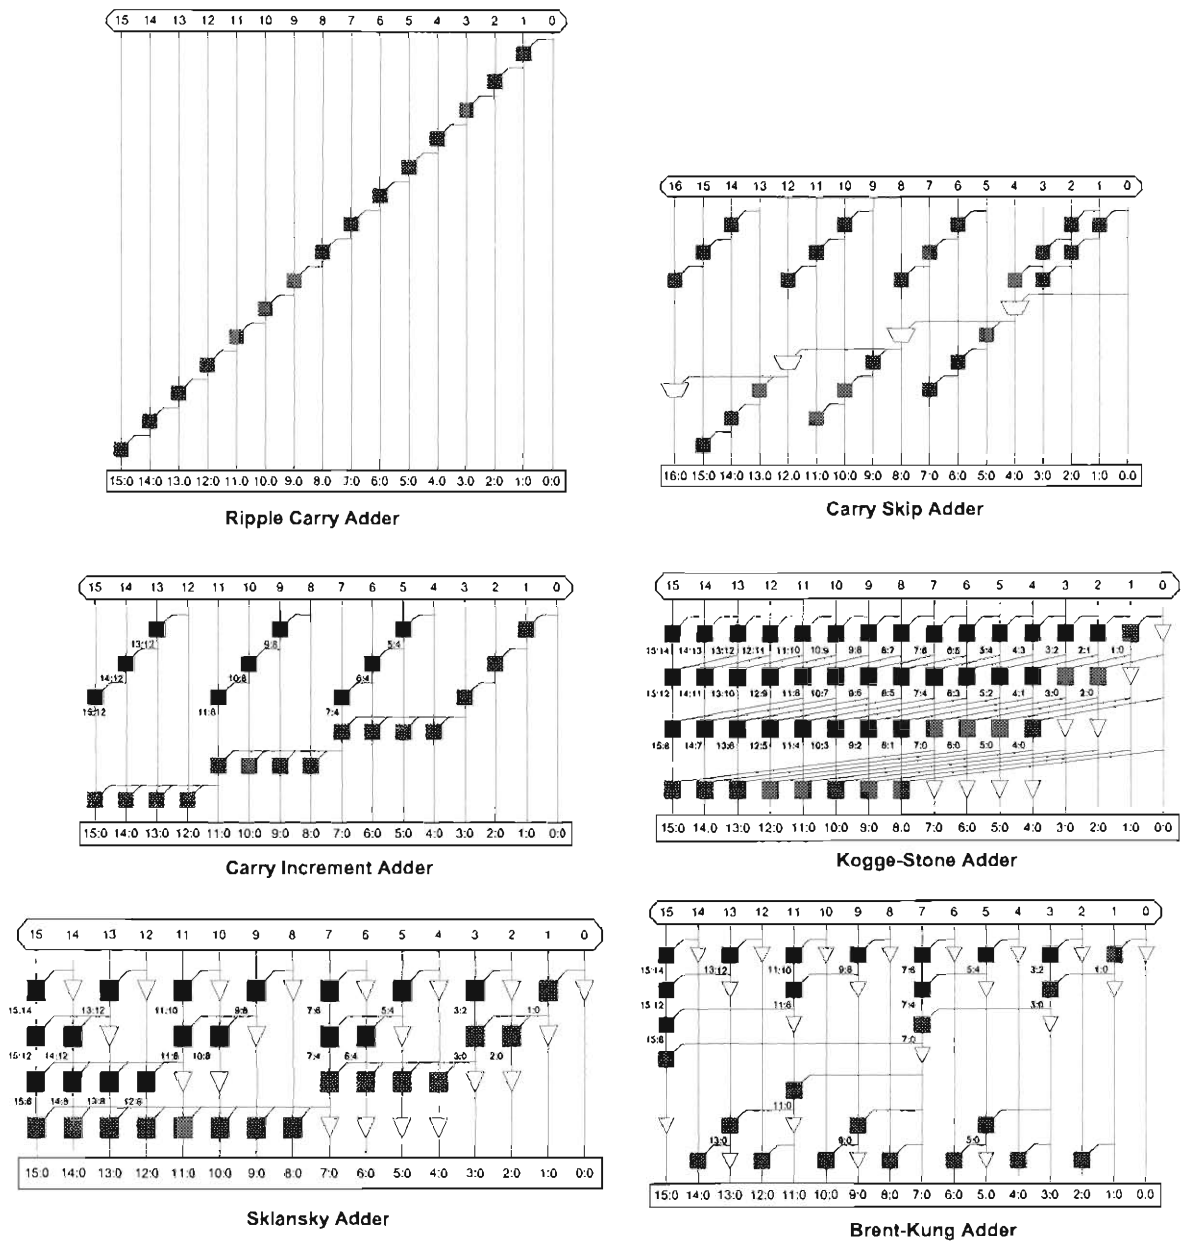 15 14 13 12 11 10 9 8 7 6 5 4 3 2 1 0
15:0 14:0 13.0 12:0 11.0 10.0 9.0 8.0 7:0 6:0 5:0 4.0 3:0 2:0 1:0 0:0
Ripple Carry Adder
16 15 14 13 12 11 10 9 8 7 6 5 4 3 2 1 0
16:0 15:0 14:0 13:0 12.0 11:0 10:0 9:0 8:0 7:0 6:0 5:0 4:0 3:0 2:0 1:0 0.0
Carry Skip Adder
15 14 13 12 11 10 9 8 7 6 5 4 3 2 1 0
13:12 9:8 5:4
14:12 10:8 6:4
15:12 11:8 7:4
15:0 14:0 13:0 12:0 11:0 10:0 9:0 8:0 7:0 6:0 5:0 4:0 3:0 2:0 1:0 0:0
Carry Increment Adder
15 14 13 12 11 10 9 8 7 6 5 4 3 2 1 0
15:14 14:13 13:12 12:11 11:10 10:9 9:8 8:7 7:6 6:5 5:4 4:3 3:2 2:1 1:0
15:12 14:11 13:10 12:9 11:8 10:7 9:6 8:5 7:4 6:3 5:2 4:1 3:0 2:0
15:8 14:7 13:6 12:5 11:4 10:3 9:2 8:1 7:0 6:0 5:0 4:0
15:0 14.0 13:0 12:0 11:0 10:0 9:0 8.0 7:0 6:0 5:0 4:0 3:0 2:0 1:0 0:0
Kogge-Stone Adder
15 14 13 12 11 10 9 8 7 6 5 4 3 2 1 0
15:14 13:12 11:10 9:8 7:6 5:4 3:2 1:0
15:12 14:12 11:8 10:8 7:4 6:4 3:0 2:0
15:8 14:8 13:8 12:8
15:0 14:0 13:0 12:0 11:0 10:0 9:0 8:0 7:0 6:0 5:0 4:0 3:0 2:0 1:0 0:0
Sklansky Adder
15 14 13 12 11 10 9 8 7 6 5 4 3 2 1 0
15:14 13:12 11:10 9:8 7:6 5:4 3:2 1:0
15:12 11:8 7:4 3:0
15:8 7:0
11:0
13:0 9:0 5:0
15:0 14:0 13:0 12:0 11:0 10:0 9:0 8:0 7:0 6:0 5.0 4:0 3:0 2:0 1:0 0:0
Brent-Kung Adder